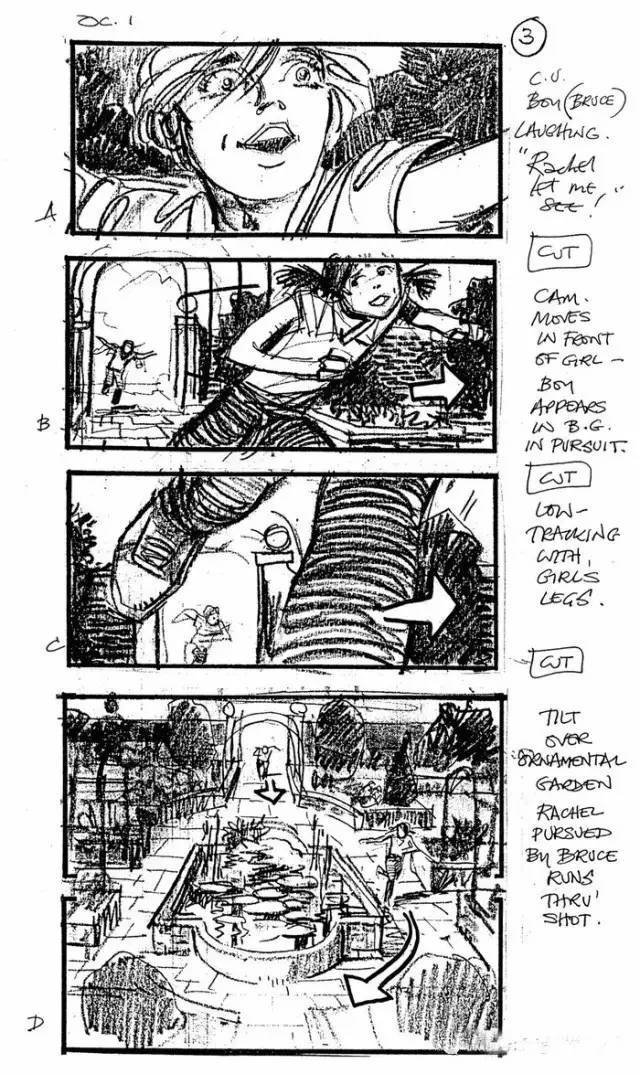 SC. 1
3
C.U.
BOY (BRUCE)
LAUGHING.
"Rachel
Let me
SEE!"
A
CUT
CAM.
MOVES
IN FRONT
OF GIRL —
BOY
APPEARS
IN B.G.
IN PURSUIT.
B
CUT
LOW-
TRACKING
WITH,
GIRLS
LEGS.
C
CUT
TILT
OVER
ORNAMENTAL
GARDEN
RACHEL
PURSUED
BY BRUCE
RUNS
THRU'
SHOT.
D